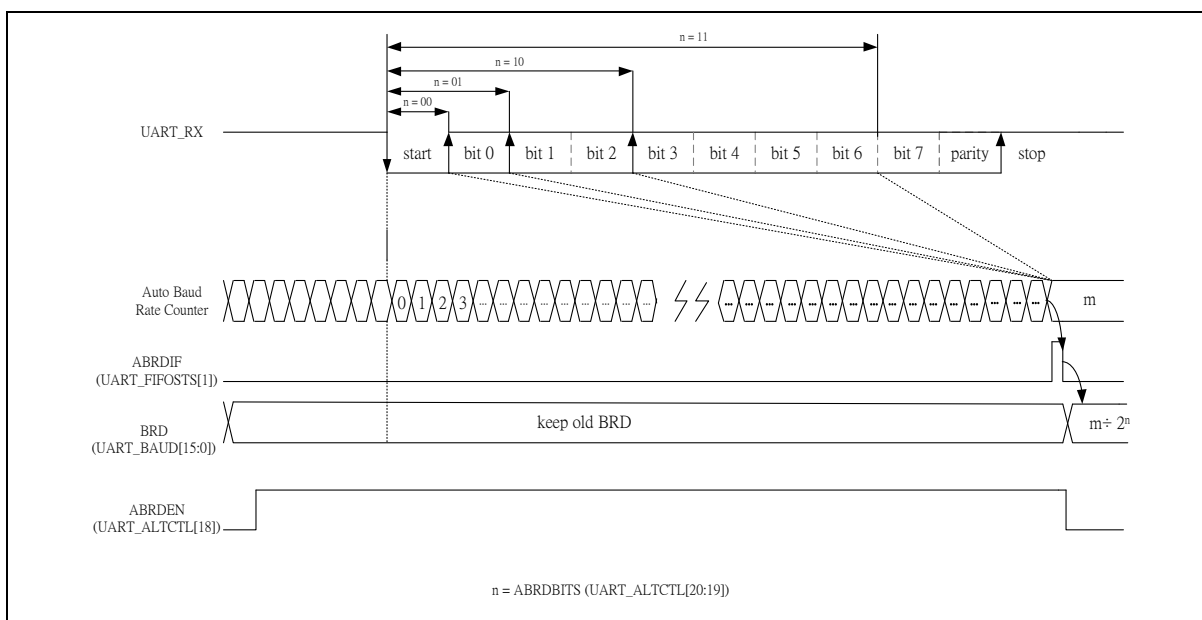 n = 11
n = 10
n = 01
n = 00
UART_RX
start bit 0 bit 1 bit 2 bit 3 bit 4 bit 5 bit 6 bit 7 parity stop
Auto Baud
Rate Counter
0 1 2 3 ... ... ... ... ... ... ... ... ... ... ... ... ... ... ... ... ... ... ... ... ... m
ABRDIF
(UART_FIFOSTS[1])
BRD
(UART_BAUD[15:0])
keep old BRD
m÷ 2ⁿ
ABRDEN
(UART_ALTCTL[18])
n = ABRDBITS (UART_ALTCTL[20:19])